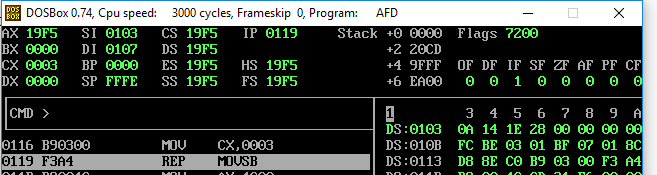 DOSBox 0.74, Cpu speed: 3000 cycles, Frameskip 0, Program: AFD
AX 19F5 SI 0103 CS 19F5 IP 0119 Stack +0 0000 Flags 7200
BX 0000 DI 0107 DS 19F5 +2 20CD
CX 0003 BP 0000 ES 19F5 HS 19F5 +4 9FFF OF DF IF SF ZF AF PF CF
DX 0000 SP FFFE SS 19F5 FS 19F5 +6 EA00 0 0 1 0 0 0 0 0
CMD > 1 3 4 5 6 7 8 9 A
DS:0103 0A 14 1E 28 00 00 00 00
0116 B90300 MOV CX,0003 DS:010B FC BE 03 01 BF 07 01 8C
0119 F3A4 REP MOVSB DS:0113 D8 8E C0 B9 03 00 F3 A4